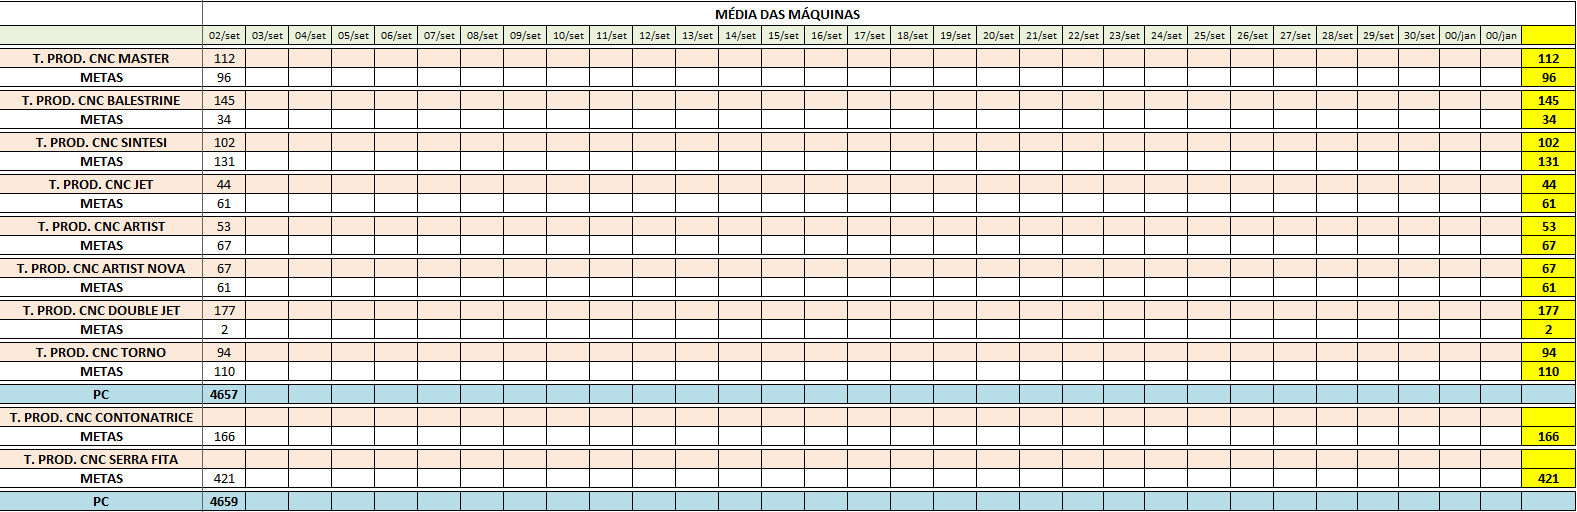 MÉDIA DAS MÁQUINAS
02/set 03/set 04/set 05/set 06/set 07/set 08/set 09/set 10/set 11/set 12/set 13/set 14/set 15/set 16/set 17/set 18/set 19/set 20/set 21/set 22/set 23/set 24/set 25/set 26/set 27/set 28/set 29/set 30/set 00/jan 00/jan
T. PROD. CNC MASTER 112 112
METAS 96 96
T. PROD. CNC BALESTRINE 145 145
METAS 34 34
T. PROD. CNC SINTESI 102 102
METAS 131 131
T. PROD. CNC JET 44 44
METAS 61 61
T. PROD. CNC ARTIST 53 53
METAS 67 67
T. PROD. CNC ARTIST NOVA 67 67
METAS 61 61
T. PROD. CNC DOUBLE JET 177 177
METAS 2 2
T. PROD. CNC TORNO 94 94
METAS 110 110
PC 4657
T. PROD. CNC CONTONATRICE
METAS 166 166
T. PROD. CNC SERRA FITA
METAS 421 421
PC 4659